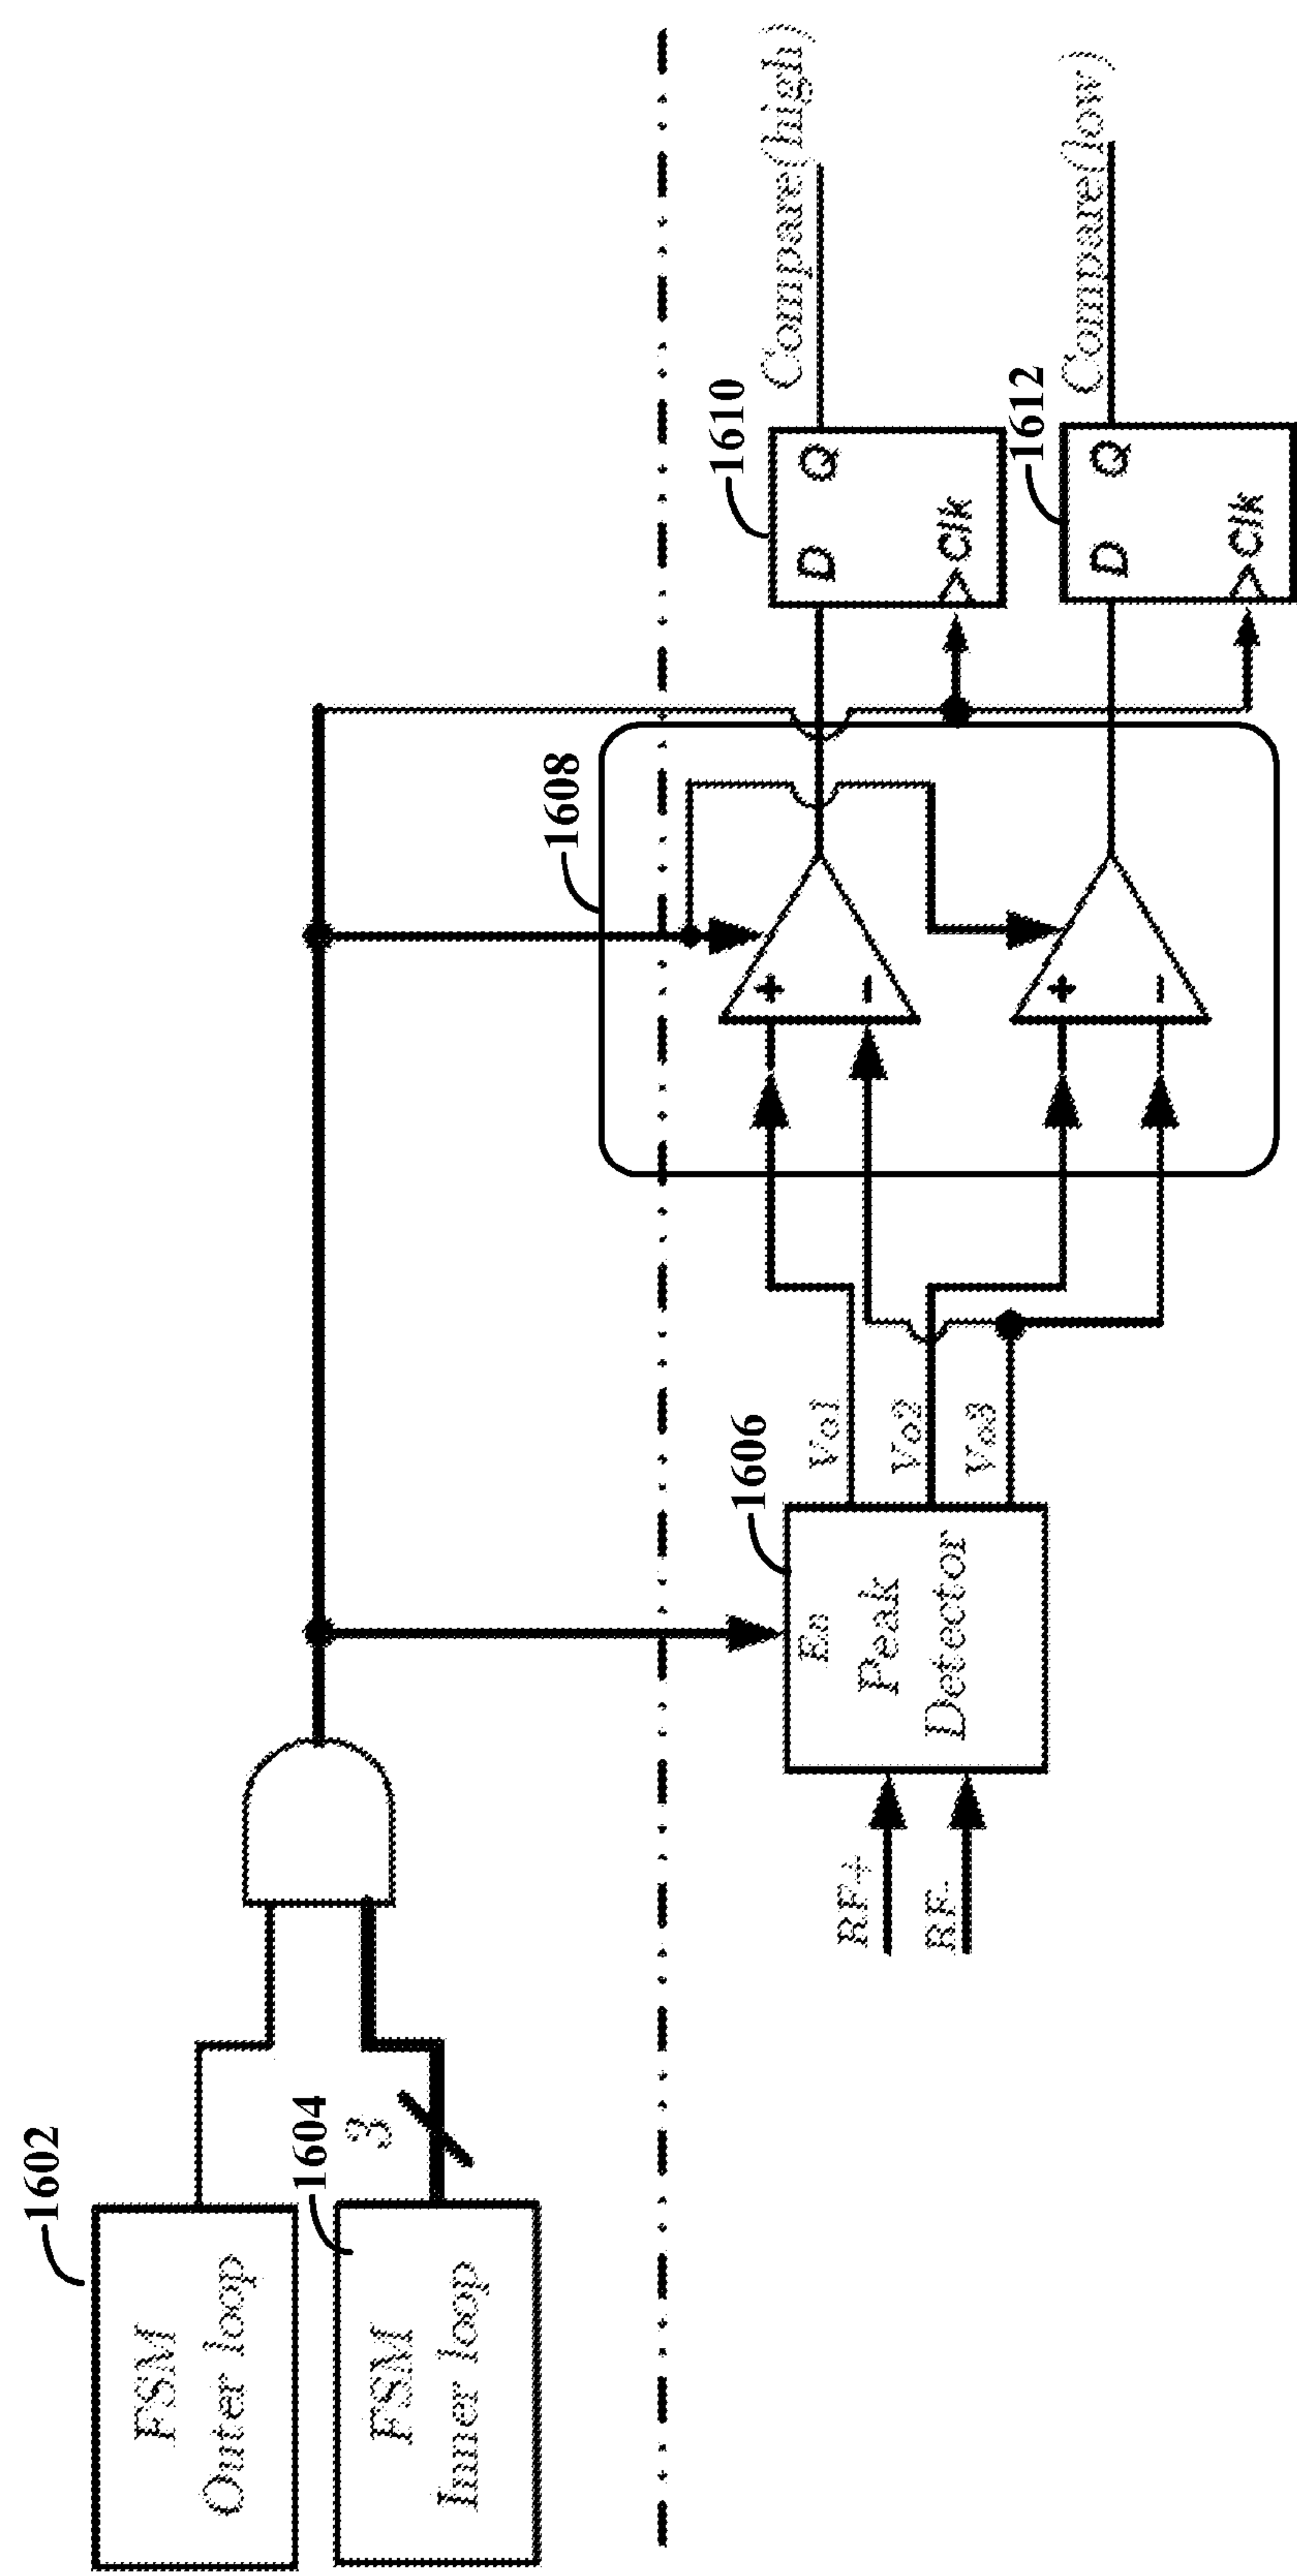 1602
FSM
Outer loop
1604
FSM
Inner loop
3
1606
En
Peak
Detector
RF+
RF-
Vo1
Vo2
Vo3
1608
+
−
+
−
1610
D Q
Clk
Compare(high)
1612
D Q
Clk
Compare(low)